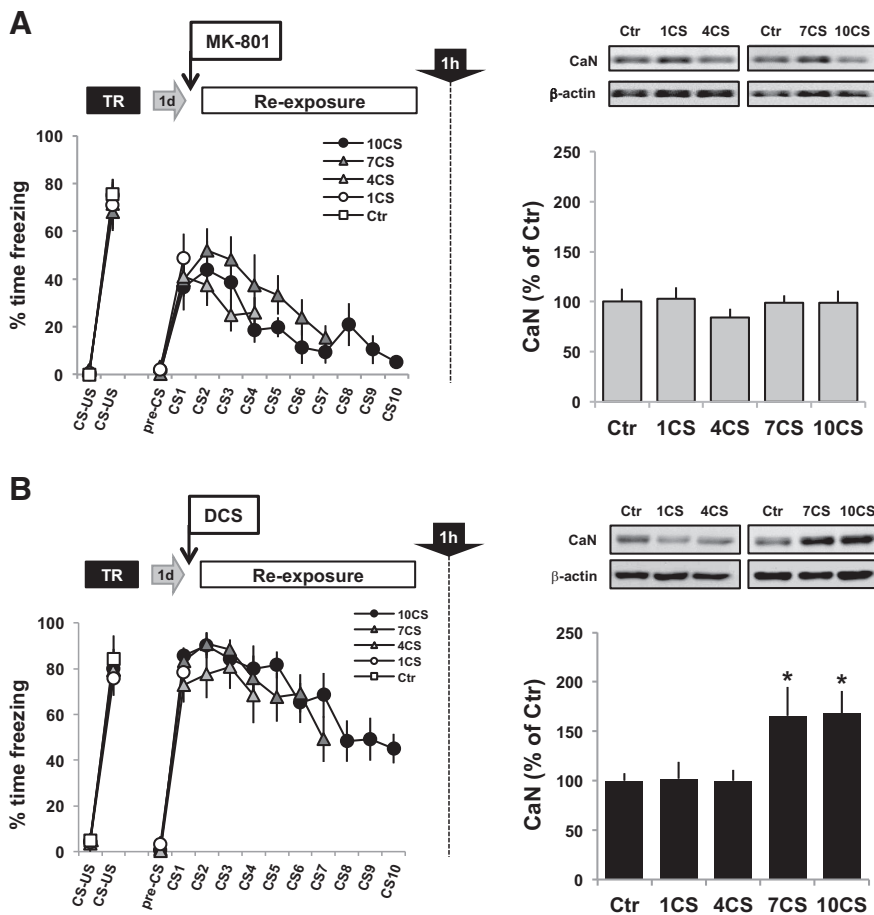 A
MK-801
1h
TR
1d
Re-exposure
10CS
7CS
4CS
1CS
Ctr
% time freezing
100
80
60
40
20
0
CS-US
CS-US
pre-CS
CS1
CS2
CS3
CS4
CS5
CS6
CS7
CS8
CS9
CS10
Ctr 1CS 4CS Ctr 7CS 10CS
CaN
β-actin
CaN (% of Ctr)
250
200
150
100
50
0
Ctr 1CS 4CS 7CS 10CS
B
DCS
1h
TR
1d
Re-exposure
10CS
7CS
4CS
1CS
Ctr
% time freezing
100
80
60
40
20
0
CS-US
CS-US
pre-CS
CS1
CS2
CS3
CS4
CS5
CS6
CS7
CS8
CS9
CS10
Ctr 1CS 4CS Ctr 7CS 10CS
CaN
β-actin
CaN (% of Ctr)
250
200
150
100
50
0
* *
Ctr 1CS 4CS 7CS 10CS